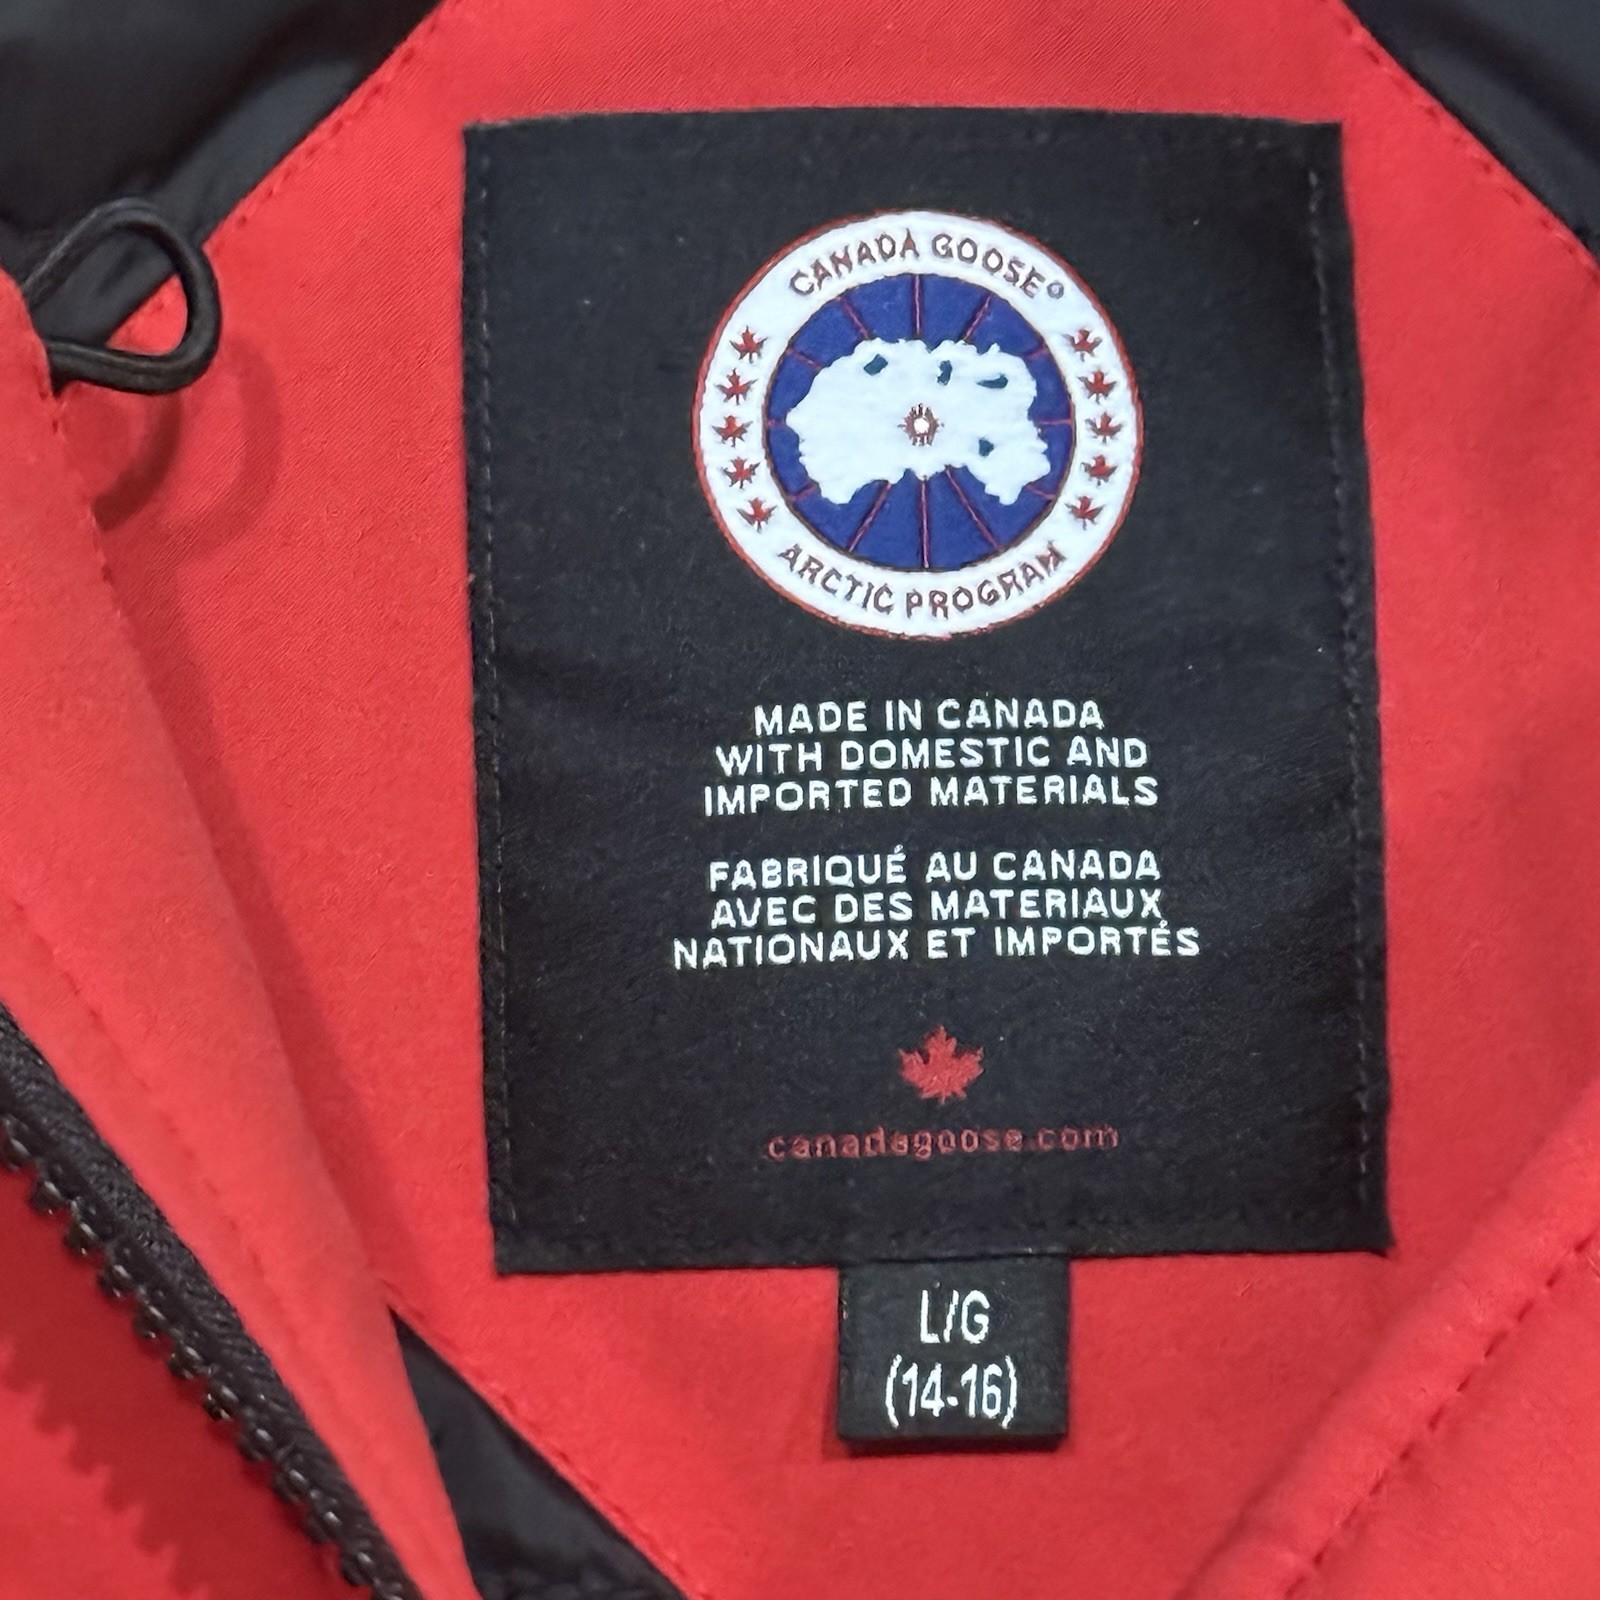 CANADA GOOSE®
ARCTIC PROGRAM
MADE IN CANADA
WITH DOMESTIC AND
IMPORTED MATERIALS
FABRIQUÉ AU CANADA
AVEC DES MATERIAUX
NATIONAUX ET IMPORTÉS
canadagoose.com
L/G
(14-16)